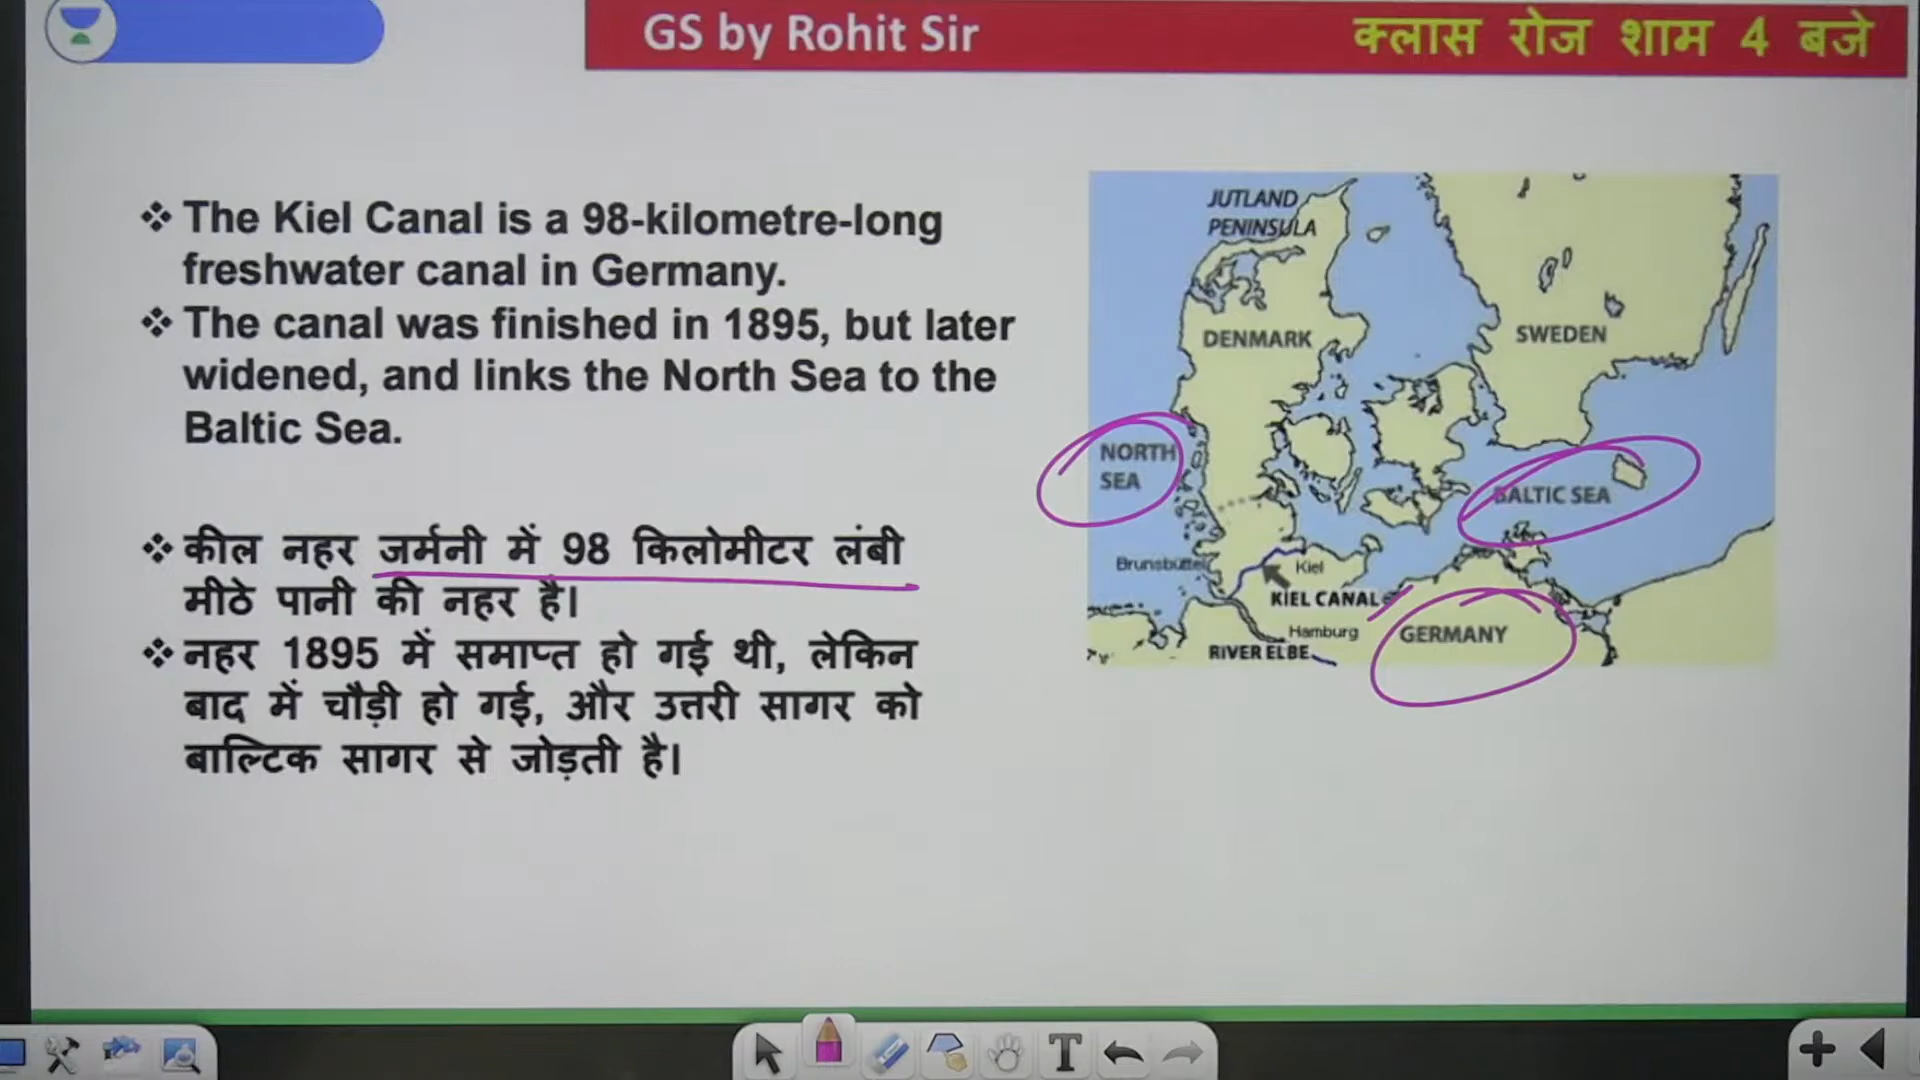 GS by Rohit Sir
क्लास रोज शाम 4 बजे
❖ The Kiel Canal is a 98-kilometre-long
freshwater canal in Germany.
❖ The canal was finished in 1895, but later
widened, and links the North Sea to the
Baltic Sea.
❖ कील नहर जर्मनी में 98 किलोमीटर लंबी
मीठे पानी की नहर है।
❖ नहर 1895 में समाप्त हो गई थी, लेकिन
बाद में चौड़ी हो गई, और उत्तरी सागर को
बाल्टिक सागर से जोड़ती है।
JUTLAND
PENINSULA
DENMARK
SWEDEN
NORTH
SEA
BALTIC SEA
Brunsbüttel
Kiel
KIEL CANAL
Hamburg
GERMANY
RIVER ELBE
T